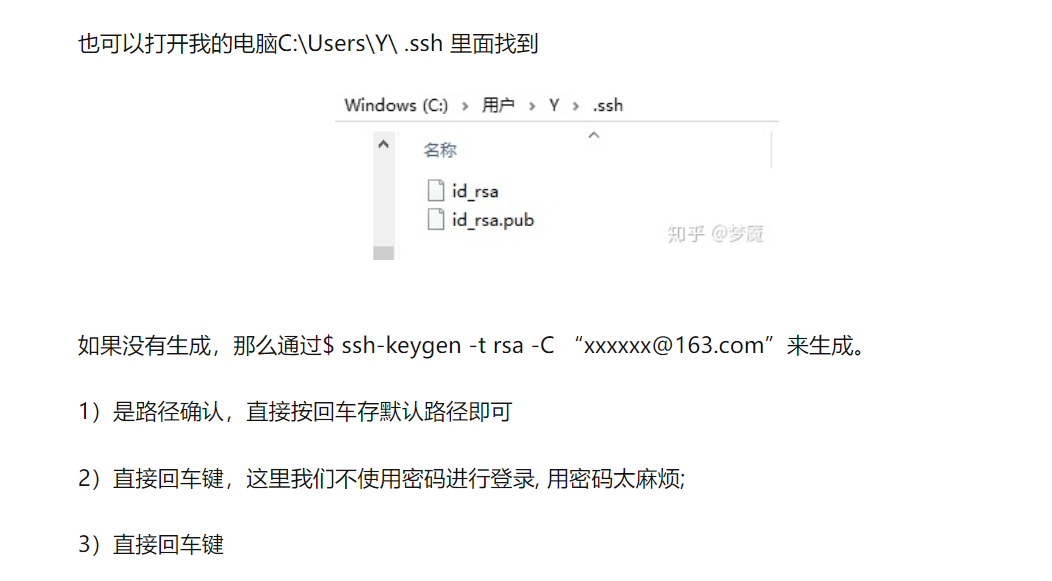 也可以打开我的电脑C:\Users\Y\ .ssh 里面找到
Windows (C:) › 用户 › Y › .ssh
名称
id_rsa
id_rsa.pub
知乎 @梦魇
如果没有生成，那么通过$ ssh-keygen -t rsa -C “xxxxxx@163.com”来生成。
1）是路径确认，直接按回车存默认路径即可
2）直接回车键，这里我们不使用密码进行登录, 用密码太麻烦;
3）直接回车键